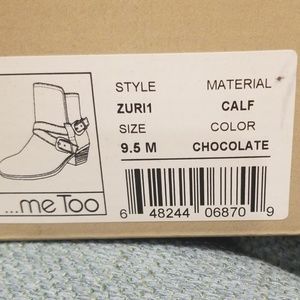 STYLE MATERIAL
ZURI1 CALF
SIZE COLOR
9.5 M CHOCOLATE
...me Too
6 48244 06870 9